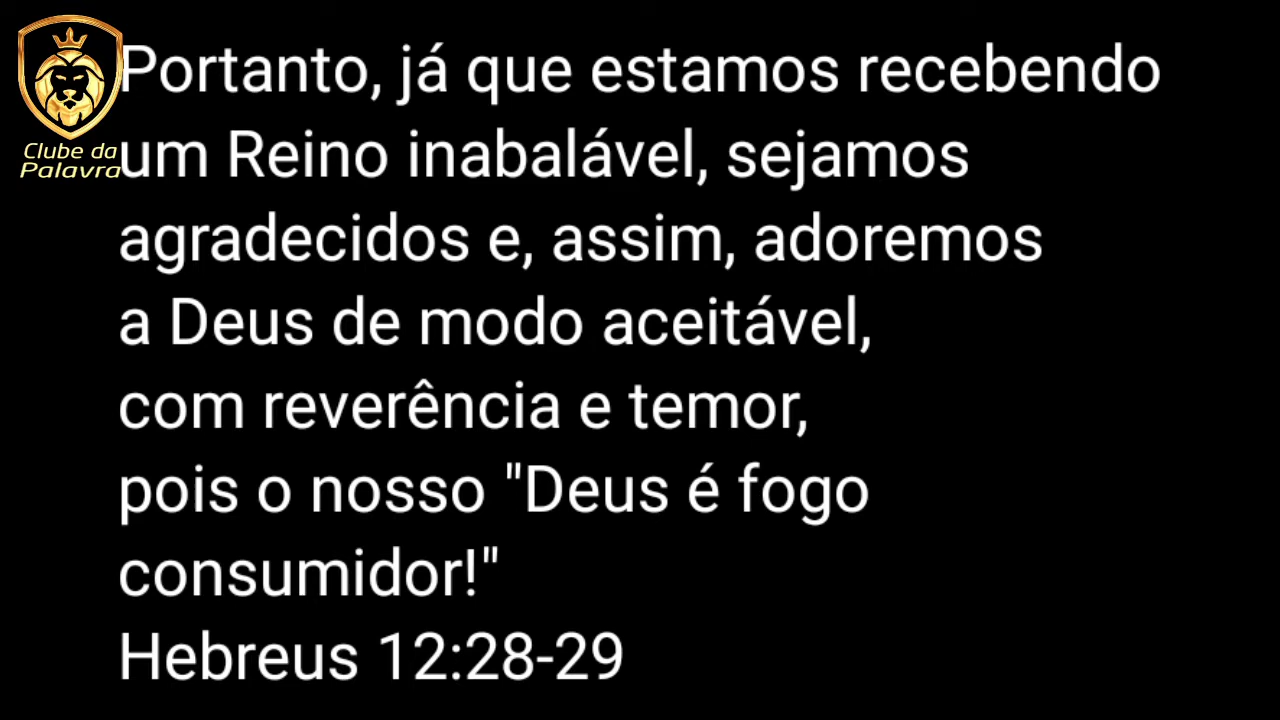 Clube da
Palavra
Portanto, já que estamos recebendo
um Reino inabalável, sejamos
agradecidos e, assim, adoremos
a Deus de modo aceitável,
com reverência e temor,
pois o nosso "Deus é fogo
consumidor!"
Hebreus 12:28-29